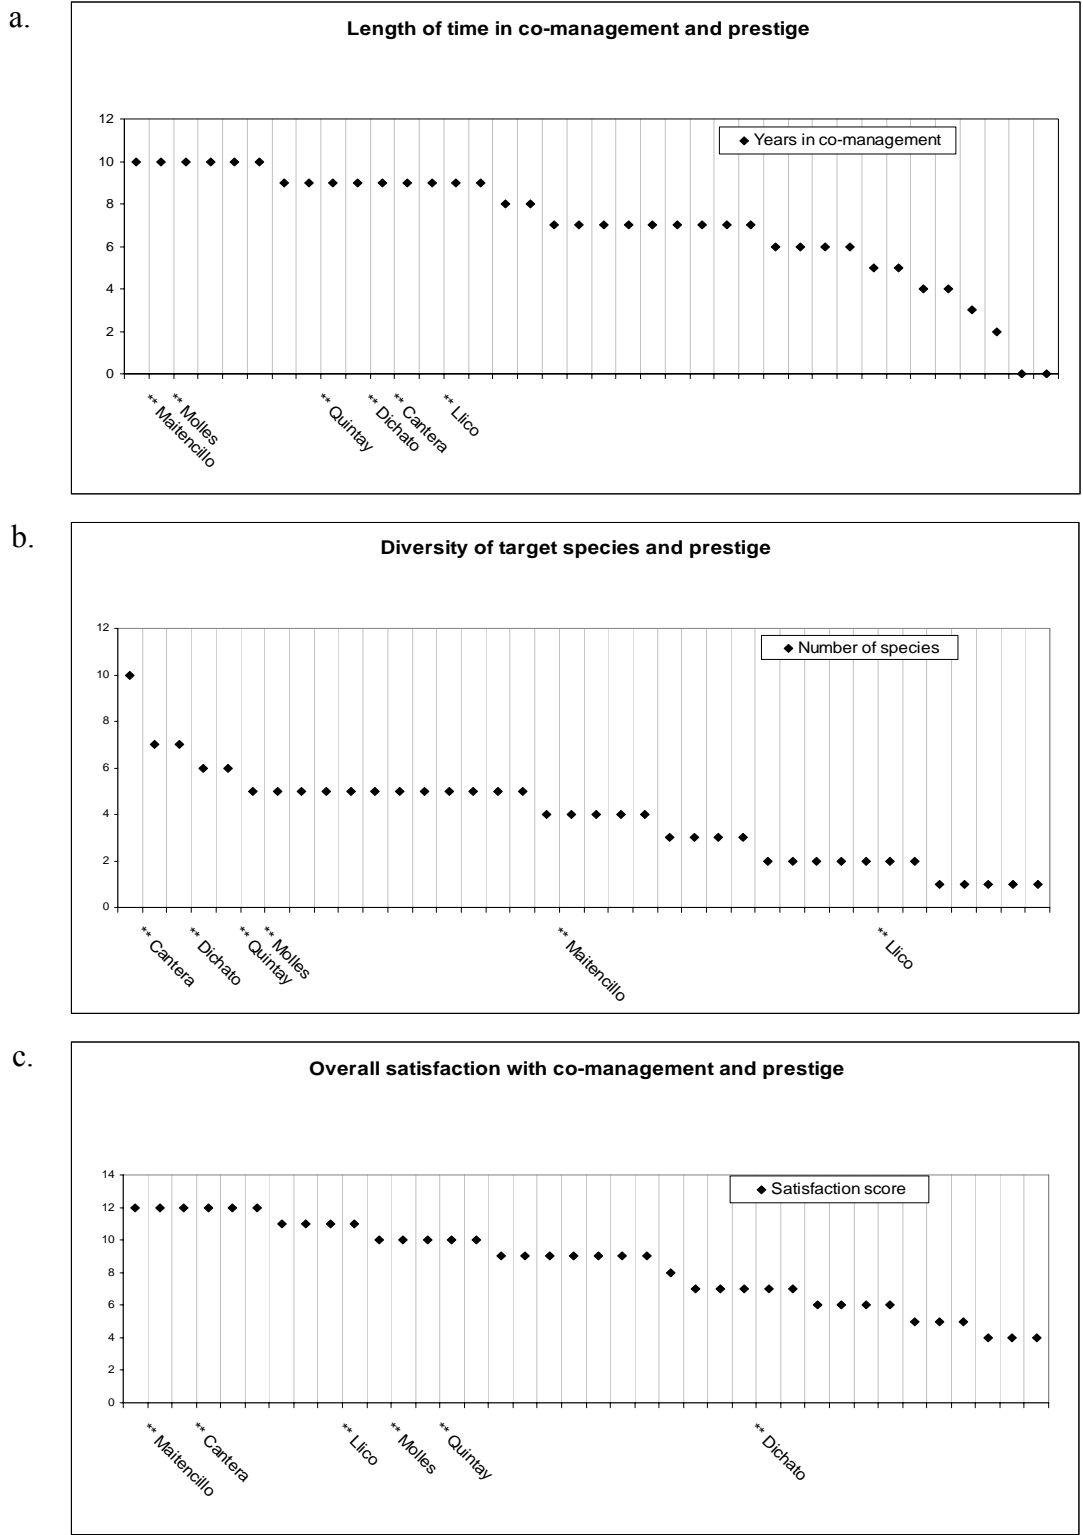 a.
Length of time in co-management and prestige
12
10
8
6
4
2
0
Years in co-management
** Maitencillo
** Molles
** Quintay
** Dichato
** Cantera
** Llico
b.
Diversity of target species and prestige
12
10
8
6
4
2
0
Number of species
** Cantera
** Dichato
** Quintay
** Molles
** Maitencillo
** Llico
c.
Overall satisfaction with co-management and prestige
14
12
10
8
6
4
2
0
Satisfaction score
** Maitencillo
** Cantera
** Llico
** Molles
** Quintay
** Dichato